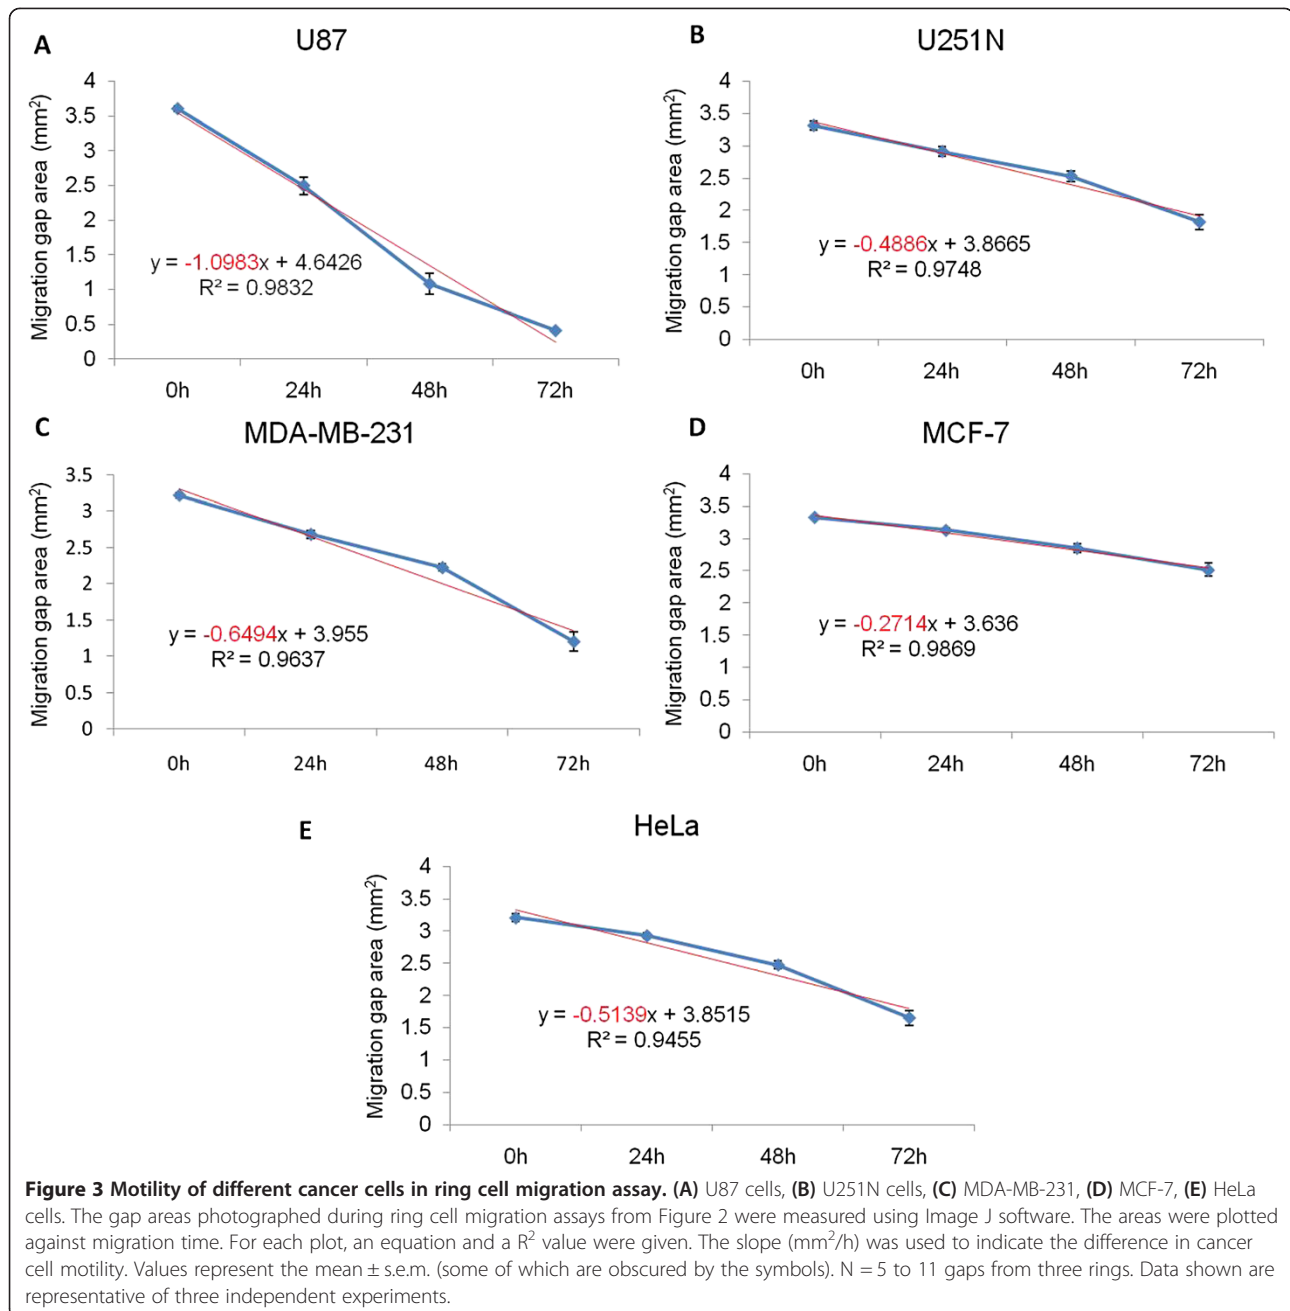 A
U87
Migration gap area (mm²)
4
3.5
3
2.5
2
1.5
1
0.5
0
y = -1.0983x + 4.6426
R² = 0.9832
0h 24h 48h 72h
B
U251N
Migration gap area (mm²)
4
3.5
3
2.5
2
1.5
1
0.5
0
y = -0.4886x + 3.8665
R² = 0.9748
0h 24h 48h 72h
C
MDA-MB-231
Migration gap area (mm²)
3.5
3
2.5
2
1.5
1
0.5
0
y = -0.6494x + 3.955
R² = 0.9637
0h 24h 48h 72h
D
MCF-7
Migration gap area (mm²)
4
3.5
3
2.5
2
1.5
1
0.5
0
y = -0.2714x + 3.636
R² = 0.9869
0h 24h 48h 72h
E
HeLa
Migration gap area (mm²)
4
3.5
3
2.5
2
1.5
1
0.5
0
y = -0.5139x + 3.8515
R² = 0.9455
0h 24h 48h 72h
Figure 3 Motility of different cancer cells in ring cell migration assay. (A) U87 cells, (B) U251N cells, (C) MDA-MB-231, (D) MCF-7, (E) HeLa
cells. The gap areas photographed during ring cell migration assays from Figure 2 were measured using Image J software. The areas were plotted
against migration time. For each plot, an equation and a R² value were given. The slope (mm²/h) was used to indicate the difference in cancer
cell motility. Values represent the mean ± s.e.m. (some of which are obscured by the symbols). N = 5 to 11 gaps from three rings. Data shown are
representative of three independent experiments.